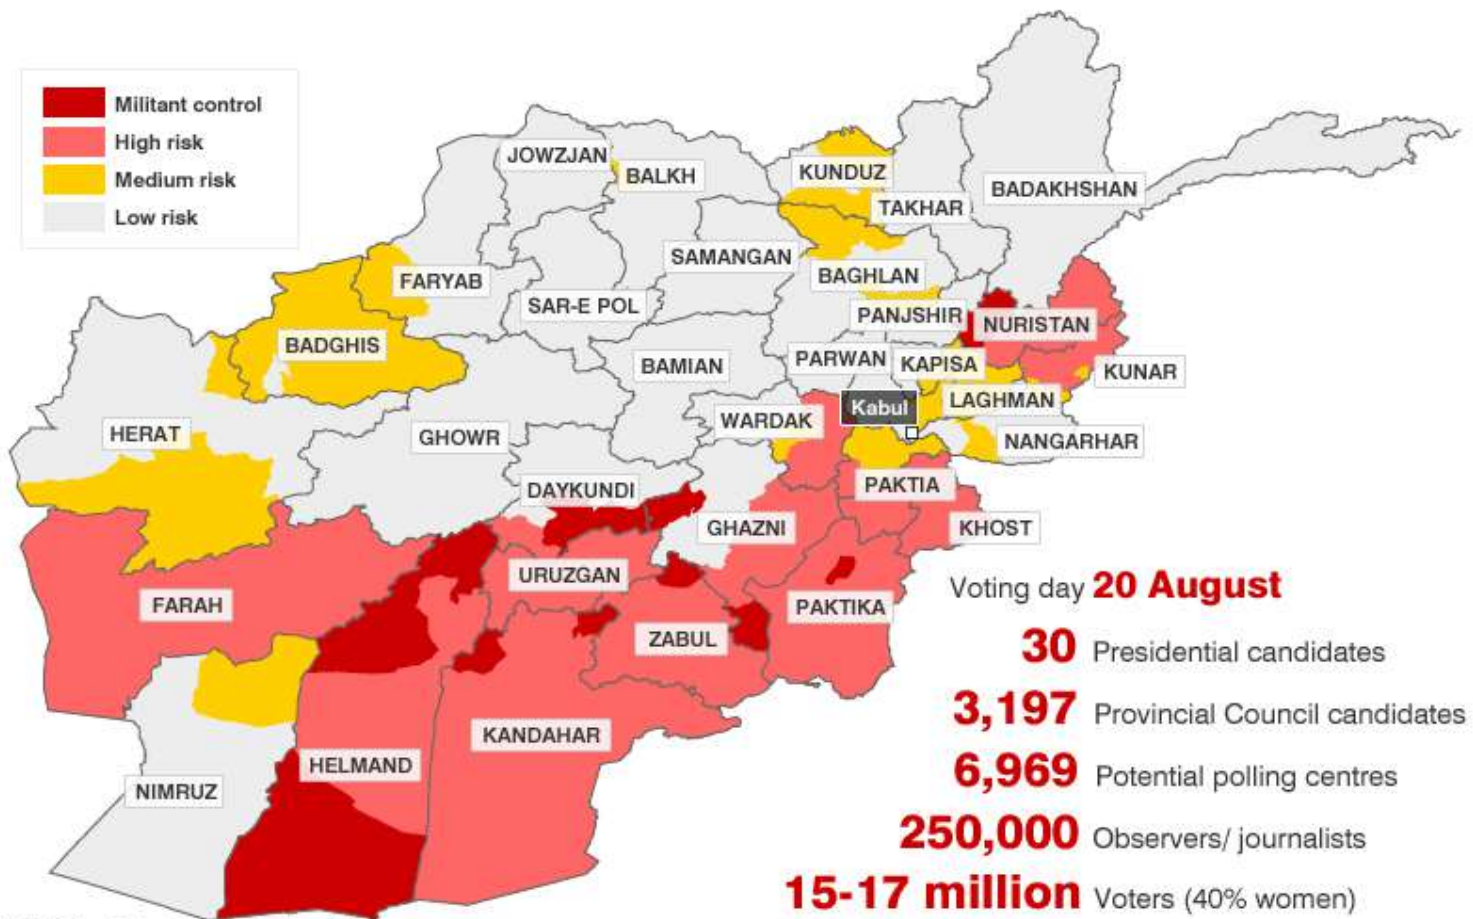 Militant control
High risk
Medium risk
Low risk
JOWZJAN
BALKH
KUNDUZ
TAKHAR
BADAKHSHAN
FARYAB
SAMANGAN
BAGHLAN
SAR-E POL
PANJSHIR
NURISTAN
BADGHIS
BAMIAN
PARWAN
KAPISA
KUNAR
Kabul
LAGHMAN
HERAT
GHOWR
WARDAK
NANGARHAR
DAYKUNDI
PAKTIA
GHAZNI
KHOST
URUZGAN
FARAH
PAKTIKA
ZABUL
KANDAHAR
HELMAND
NIMRUZ
Voting day 20 August
30 Presidential candidates
3,197 Provincial Council candidates
6,969 Potential polling centres
250,000 Observers/ journalists
15-17 million Voters (40% women)